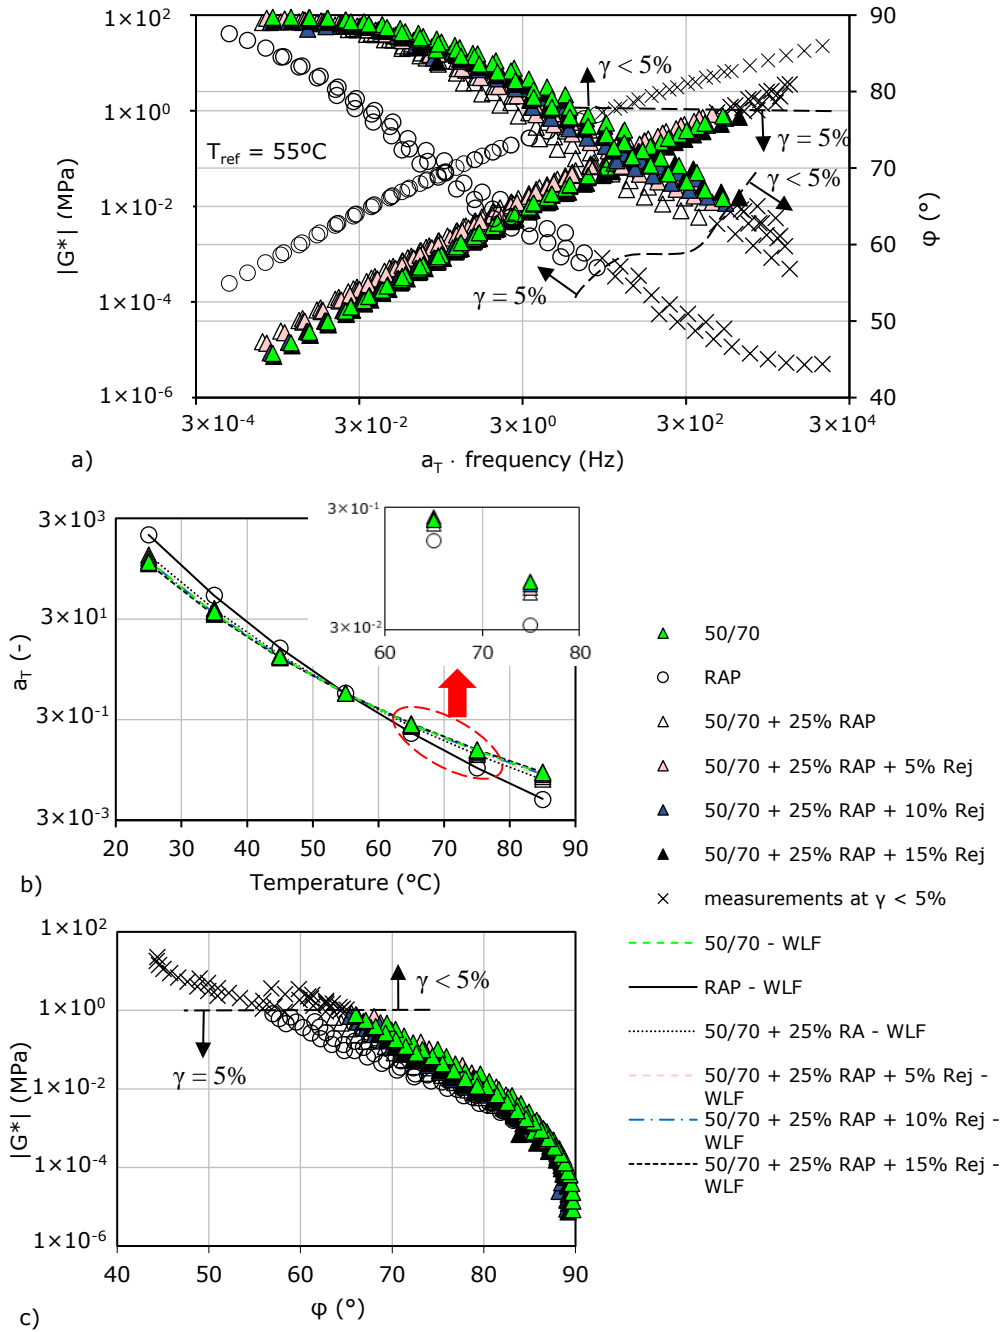 1×10²
1×10⁰
1×10⁻²
1×10⁻⁴
1×10⁻⁶
|G*| (MPa)
90
80
70
60
50
40
φ (°)
γ < 5%
γ = 5%
γ < 5%
γ = 5%
T_ref = 55ºC
3×10⁻⁴
3×10⁻²
3×10⁰
3×10²
3×10⁴
a)
a_T · frequency (Hz)
3×10³
3×10¹
3×10⁻¹
3×10⁻³
a_T (-)
3×10⁻¹
3×10⁻²
60
70
80
20
30
40
50
60
70
80
90
b)
Temperature (°C)
1×10²
1×10⁰
1×10⁻²
1×10⁻⁴
1×10⁻⁶
|G*| (MPa)
γ < 5%
γ = 5%
40
50
60
70
80
90
c)
φ (°)
50/70
RAP
50/70 + 25% RAP
50/70 + 25% RAP + 5% Rej
50/70 + 25% RAP + 10% Rej
50/70 + 25% RAP + 15% Rej
measurements at γ < 5%
50/70 - WLF
RAP - WLF
50/70 + 25% RA - WLF
50/70 + 25% RAP + 5% Rej -
WLF
50/70 + 25% RAP + 10% Rej -
WLF
50/70 + 25% RAP + 15% Rej -
WLF